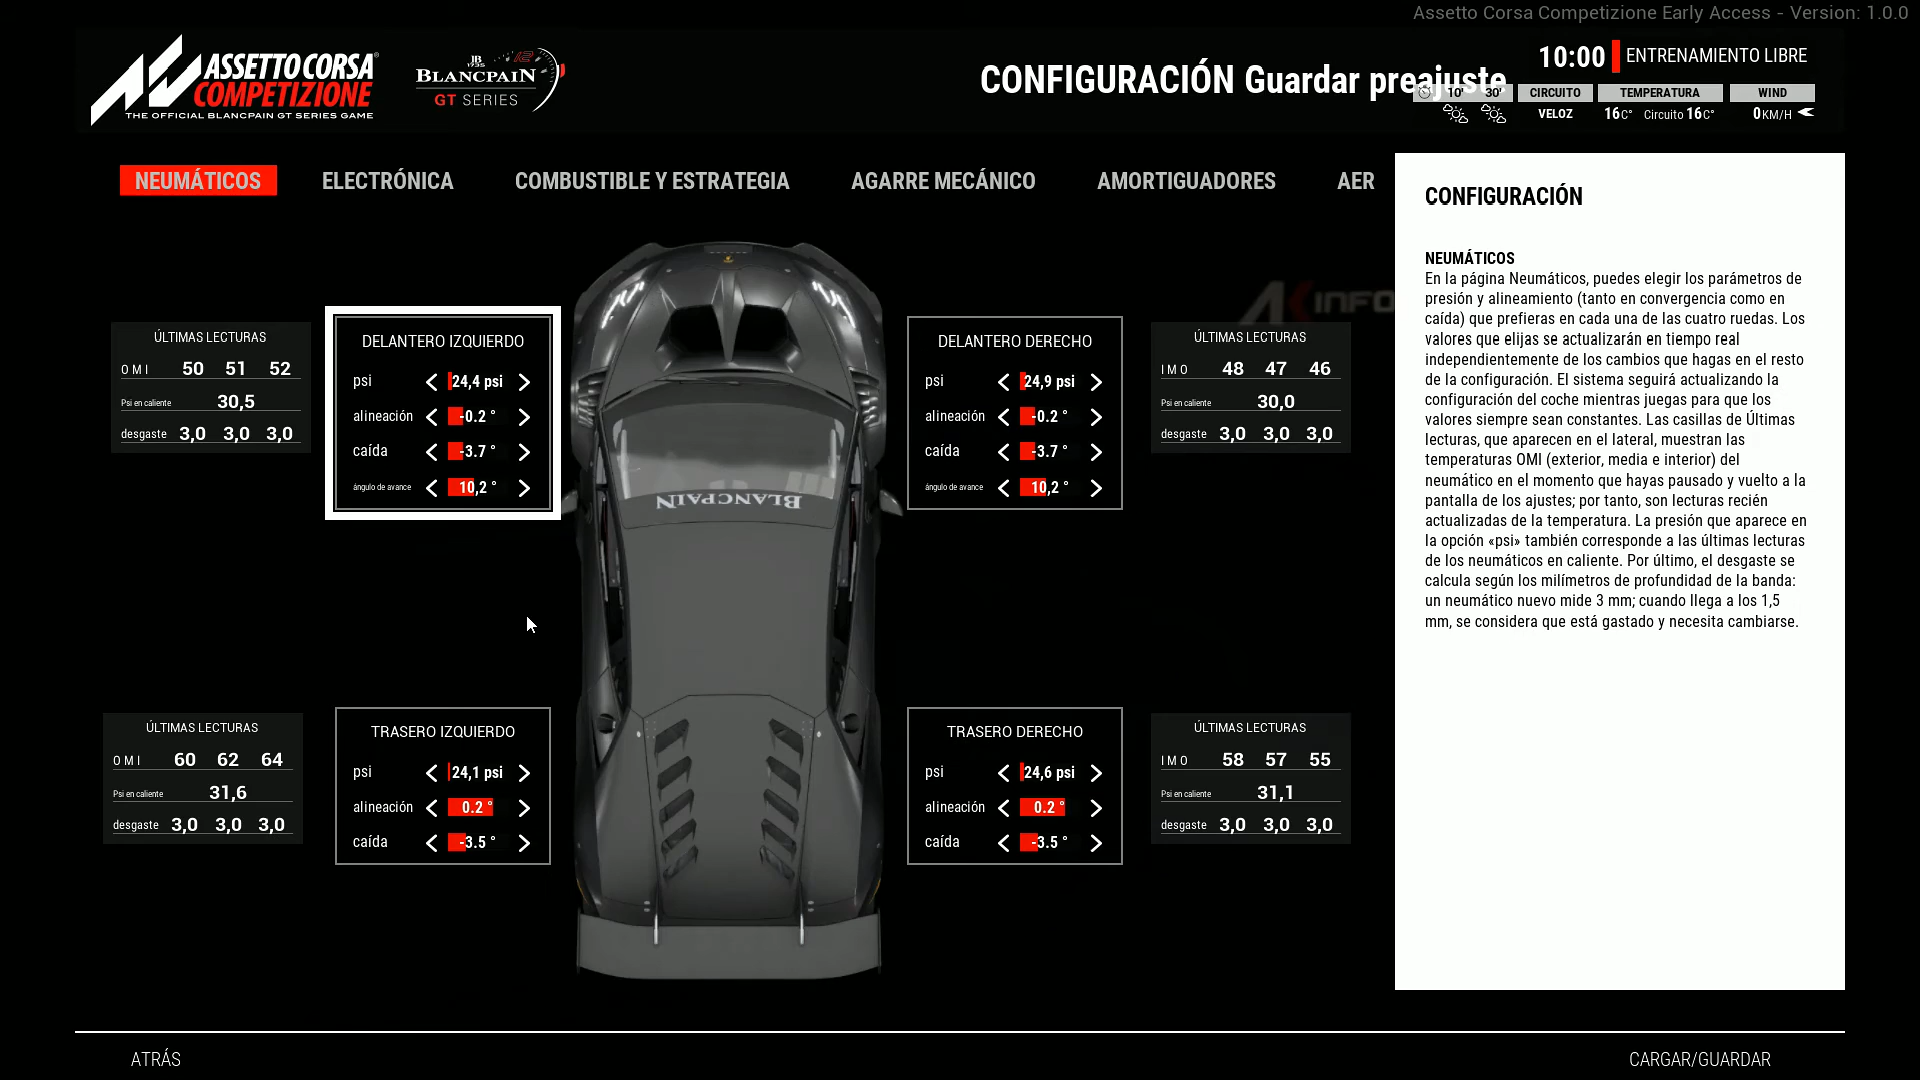 Assetto Corsa Competizione Early Access - Version: 1.0.0
ASSETTO CORSA
COMPETIZIONE
THE OFFICIAL BLANCPAIN GT SERIES GAME
JB
1735
BLANCPAIN
GT SERIES
CONFIGURACIÓN Guardar preajuste
10:00 ENTRENAMIENTO LIBRE
10' 30' CIRCUITO TEMPERATURA WIND
VELOZ 16C° Circuito 16C° 0KM/H
NEUMÁTICOS ELECTRÓNICA COMBUSTIBLE Y ESTRATEGIA AGARRE MECÁNICO AMORTIGUADORES AER
ÚLTIMAS LECTURAS
O M I 50 51 52
Psi en caliente 30,5
desgaste 3,0 3,0 3,0
DELANTERO IZQUIERDO
psi 24,4 psi
alineación -0.2 °
caída -3.7 °
ángulo de avance 10,2 °
BLANCPAIN
DELANTERO DERECHO
psi 24,9 psi
alineación -0.2 °
caída -3.7 °
ángulo de avance 10,2 °
ÚLTIMAS LECTURAS
I M O 48 47 46
Psi en caliente 30,0
desgaste 3,0 3,0 3,0
INFO
ÚLTIMAS LECTURAS
O M I 60 62 64
Psi en caliente 31,6
desgaste 3,0 3,0 3,0
TRASERO IZQUIERDO
psi 24,1 psi
alineación 0.2 °
caída -3.5 °
TRASERO DERECHO
psi 24,6 psi
alineación 0.2 °
caída -3.5 °
ÚLTIMAS LECTURAS
I M O 58 57 55
Psi en caliente 31,1
desgaste 3,0 3,0 3,0
CONFIGURACIÓN
NEUMÁTICOS
En la página Neumáticos, puedes elegir los parámetros de
presión y alineamiento (tanto en convergencia como en
caída) que prefieras en cada una de las cuatro ruedas. Los
valores que elijas se actualizarán en tiempo real
independientemente de los cambios que hagas en el resto
de la configuración. El sistema seguirá actualizando la
configuración del coche mientras juegas para que los
valores siempre sean constantes. Las casillas de Últimas
lecturas, que aparecen en el lateral, muestran las
temperaturas OMI (exterior, media e interior) del
neumático en el momento que hayas pausado y vuelto a la
pantalla de los ajustes; por tanto, son lecturas recién
actualizadas de la temperatura. La presión que aparece en
la opción «psi» también corresponde a las últimas lecturas
de los neumáticos en caliente. Por último, el desgaste se
calcula según los milímetros de profundidad de la banda:
un neumático nuevo mide 3 mm; cuando llega a los 1,5
mm, se considera que está gastado y necesita cambiarse.
ATRÁS
CARGAR/GUARDAR